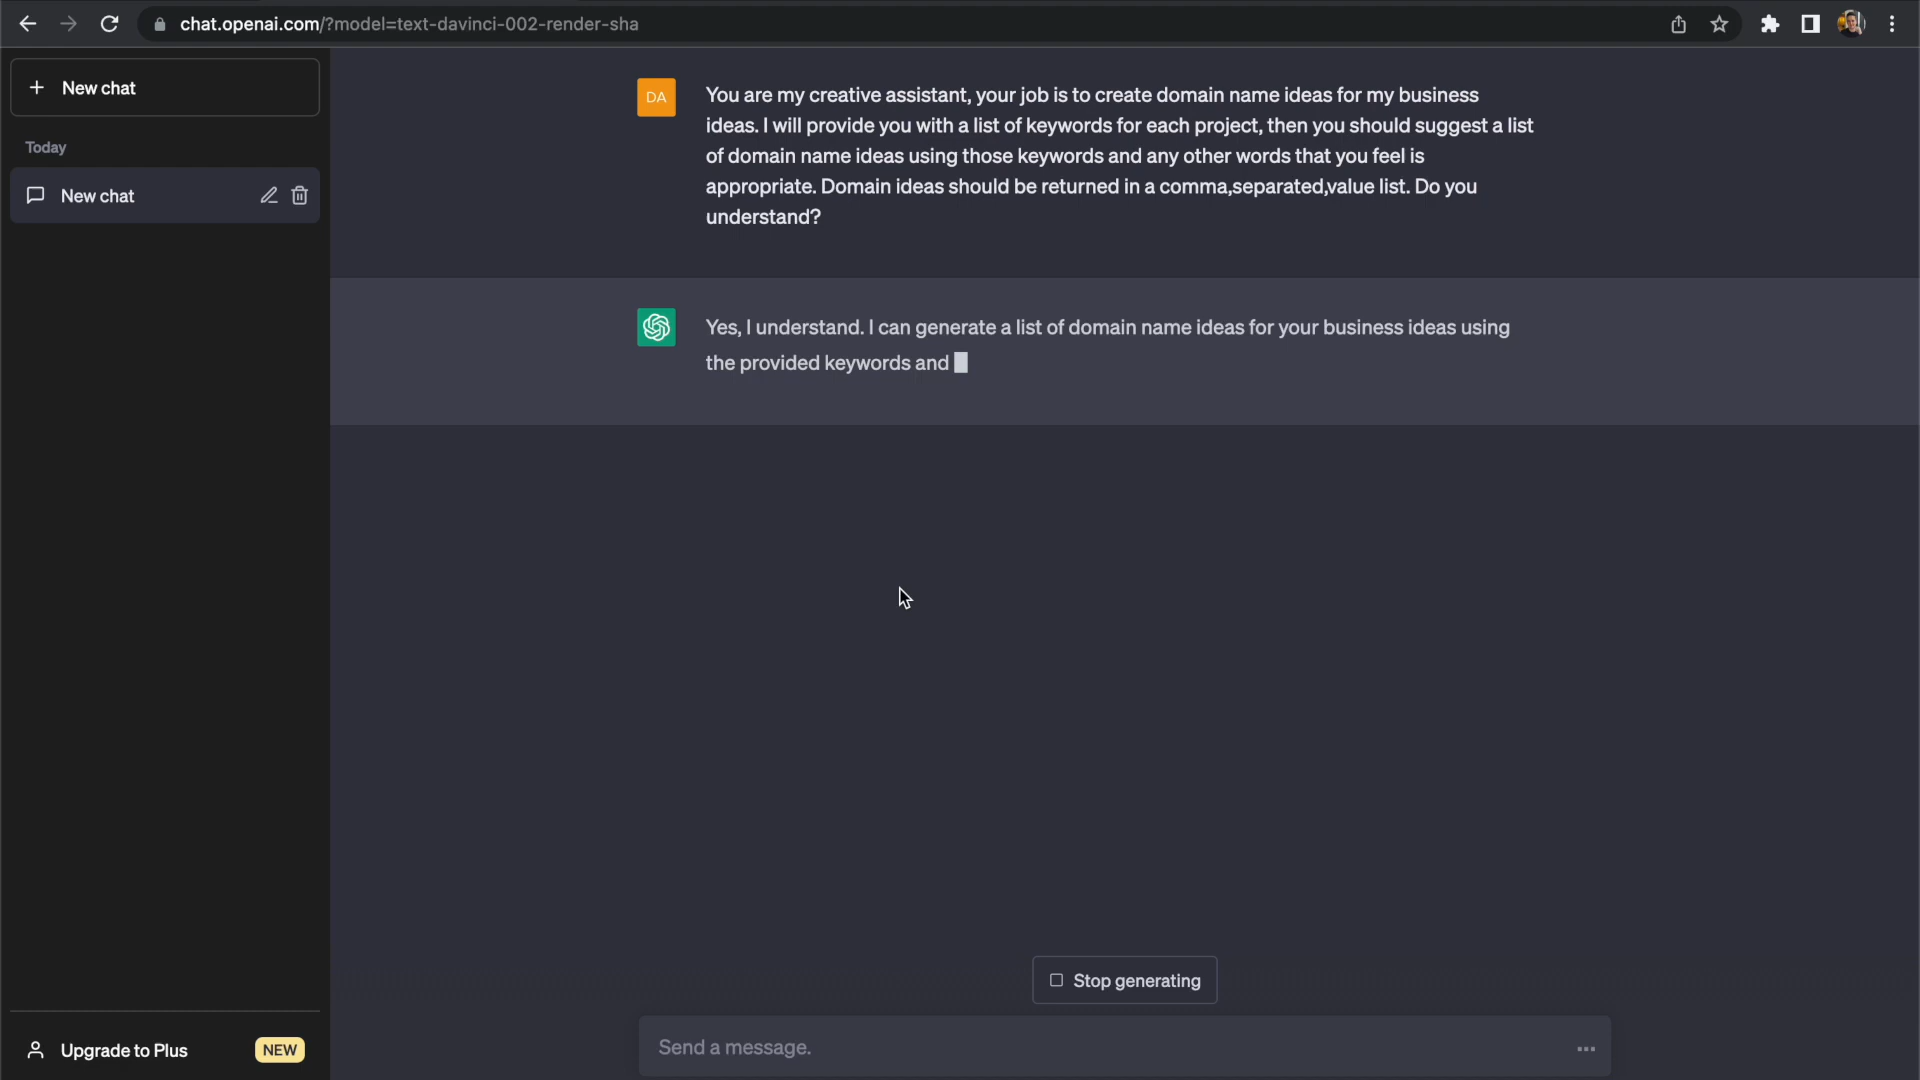 chat.openai.com/?model=text-davinci-002-render-sha
New chat
Today
New chat
DA
You are my creative assistant, your job is to create domain name ideas for my business
ideas. I will provide you with a list of keywords for each project, then you should suggest a list
of domain name ideas using those keywords and any other words that you feel is
appropriate. Domain ideas should be returned in a comma,separated,value list. Do you
understand?
Yes, I understand. I can generate a list of domain name ideas for your business ideas using
the provided keywords and
Stop generating
Send a message.
Upgrade to Plus
NEW